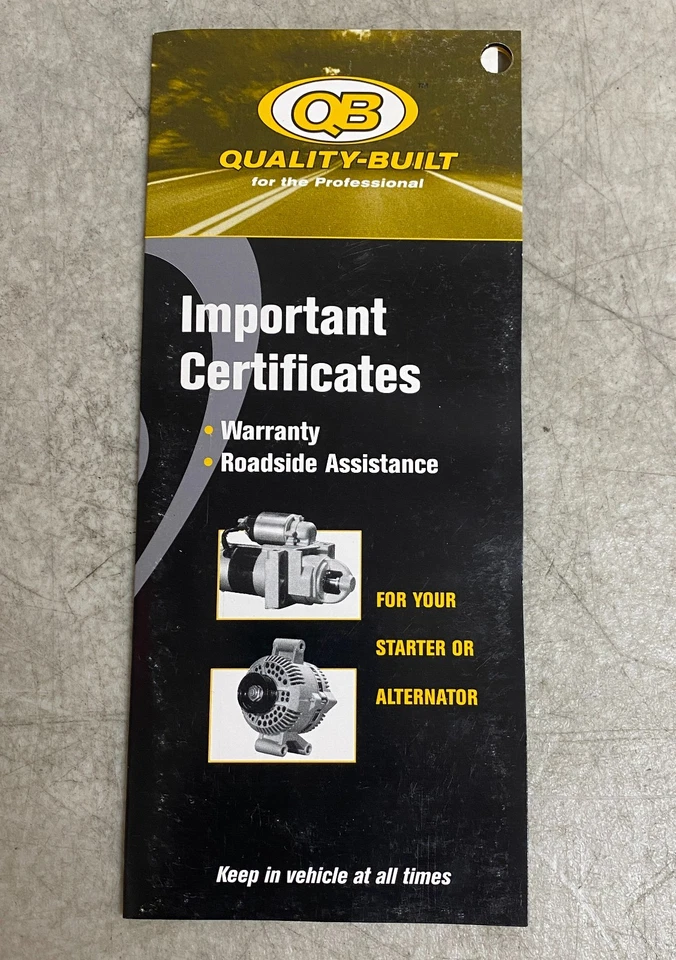 QB
QUALITY-BUILT
for the Professional
Important
Certificates
• Warranty
• Roadside Assistance
FOR YOUR
STARTER OR
ALTERNATOR
Keep in vehicle at all times